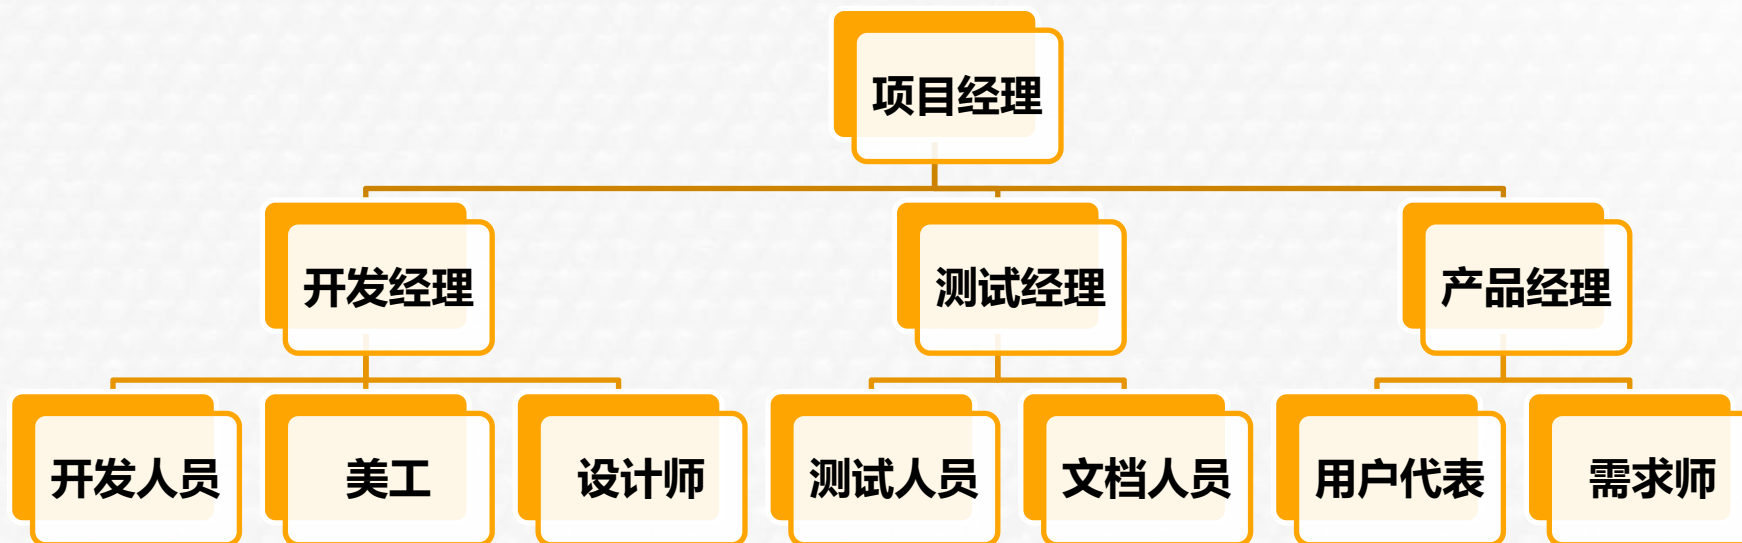 项目经理
开发经理
测试经理
产品经理
开发人员
美工
设计师
测试人员
文档人员
用户代表
需求师